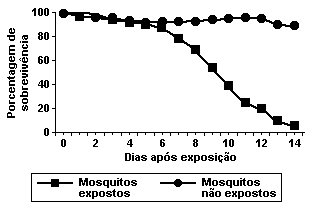 Porcentagem de
sobrevivência
100
80
60
40
20
0
0 2 4 6 8 10 12 14
Dias após exposição
Mosquitos
expostos
Mosquitos
não expostos